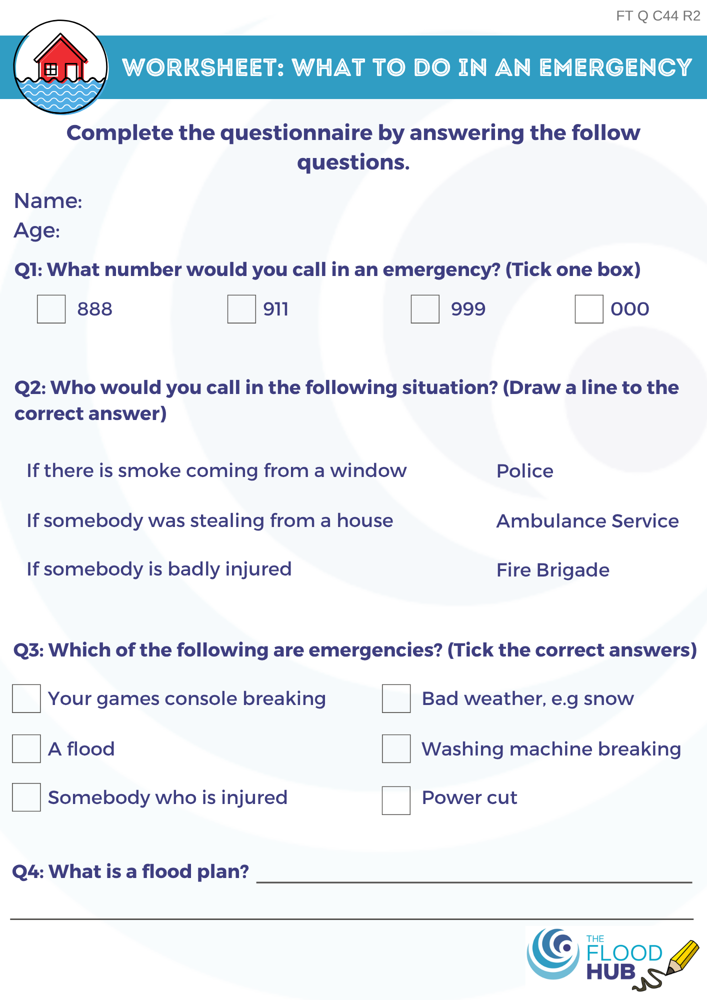 FT Q C44 R2
WORKSHEET: WHAT TO DO IN AN EMERGENCY
Complete the questionnaire by answering the follow
questions.
Name:
Age:
Q1: What number would you call in an emergency? (Tick one box)
888 911 999 000
Q2: Who would you call in the following situation? (Draw a line to the
correct answer)
If there is smoke coming from a window Police
If somebody was stealing from a house Ambulance Service
If somebody is badly injured Fire Brigade
Q3: Which of the following are emergencies? (Tick the correct answers)
Your games console breaking Bad weather, e.g snow
A flood Washing machine breaking
Somebody who is injured Power cut
Q4: What is a flood plan?
THE
FLOOD
HUB